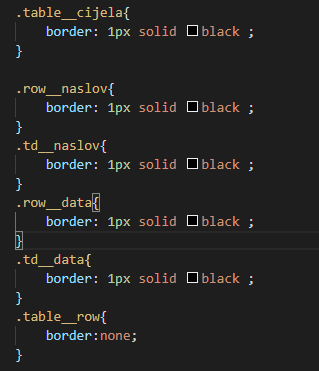 .table__cijela{
    border: 1px solid black ;
}

.row__naslov{
    border: 1px solid black ;
}
.td__naslov{
    border: 1px solid black ;
}
.row__data{
    border: 1px solid black ;
}
.td__data{
    border: 1px solid black ;
}
.table__row{
    border:none;
}